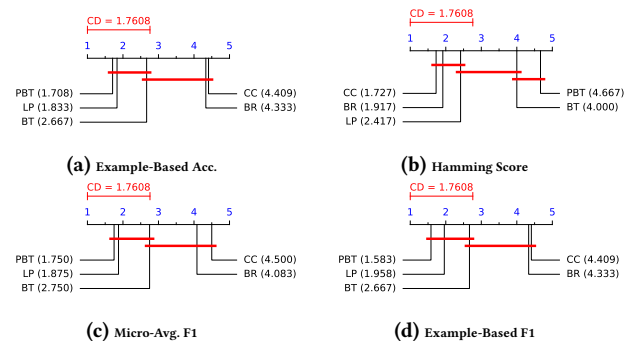 CD = 1.7608
1 2 3 4 5
PBT (1.708)
LP (1.833)
BT (2.667)
CC (4.409)
BR (4.333)
(a) Example-Based Acc.
CD = 1.7608
1 2 3 4 5
CC (1.727)
BR (1.917)
LP (2.417)
PBT (4.667)
BT (4.000)
(b) Hamming Score
CD = 1.7608
1 2 3 4 5
PBT (1.750)
LP (1.875)
BT (2.750)
CC (4.500)
BR (4.083)
(c) Micro-Avg. F1
CD = 1.7608
1 2 3 4 5
PBT (1.583)
LP (1.958)
BT (2.667)
CC (4.409)
BR (4.333)
(d) Example-Based F1